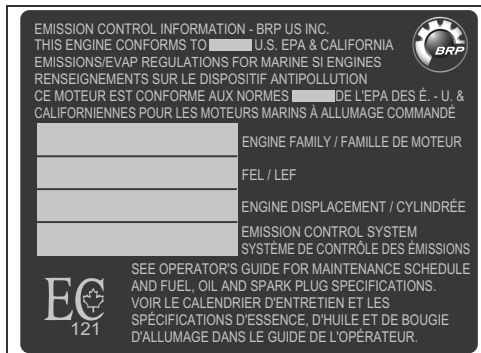 EMISSION CONTROL INFORMATION - BRP US INC.
THIS ENGINE CONFORMS TO U.S. EPA & CALIFORNIA
EMISSIONS/EVAP REGULATIONS FOR MARINE SI ENGINES
RENSEIGNEMENTS SUR LE DISPOSITIF ANTIPOLLUTION
CE MOTEUR EST CONFORME AUX NORMES DE L'EPA DES É. - U. &
CALIFORNIENNES POUR LES MOTEURS MARINS À ALLUMAGE COMMANDÉ
BRP
ENGINE FAMILY / FAMILLE DE MOTEUR
FEL / LEF
ENGINE DISPLACEMENT / CYLINDRÉE
EMISSION CONTROL SYSTEM
SYSTÈME DE CONTRÔLE DES ÉMISSIONS
SEE OPERATOR'S GUIDE FOR MAINTENANCE SCHEDULE
AND FUEL, OIL AND SPARK PLUG SPECIFICATIONS.
VOIR LE CALENDRIER D'ENTRETIEN ET LES
SPÉCIFICATIONS D'ESSENCE, D'HUILE ET DE BOUGIE
D'ALLUMAGE DANS LE GUIDE DE L'OPÉRATEUR.
EC
121